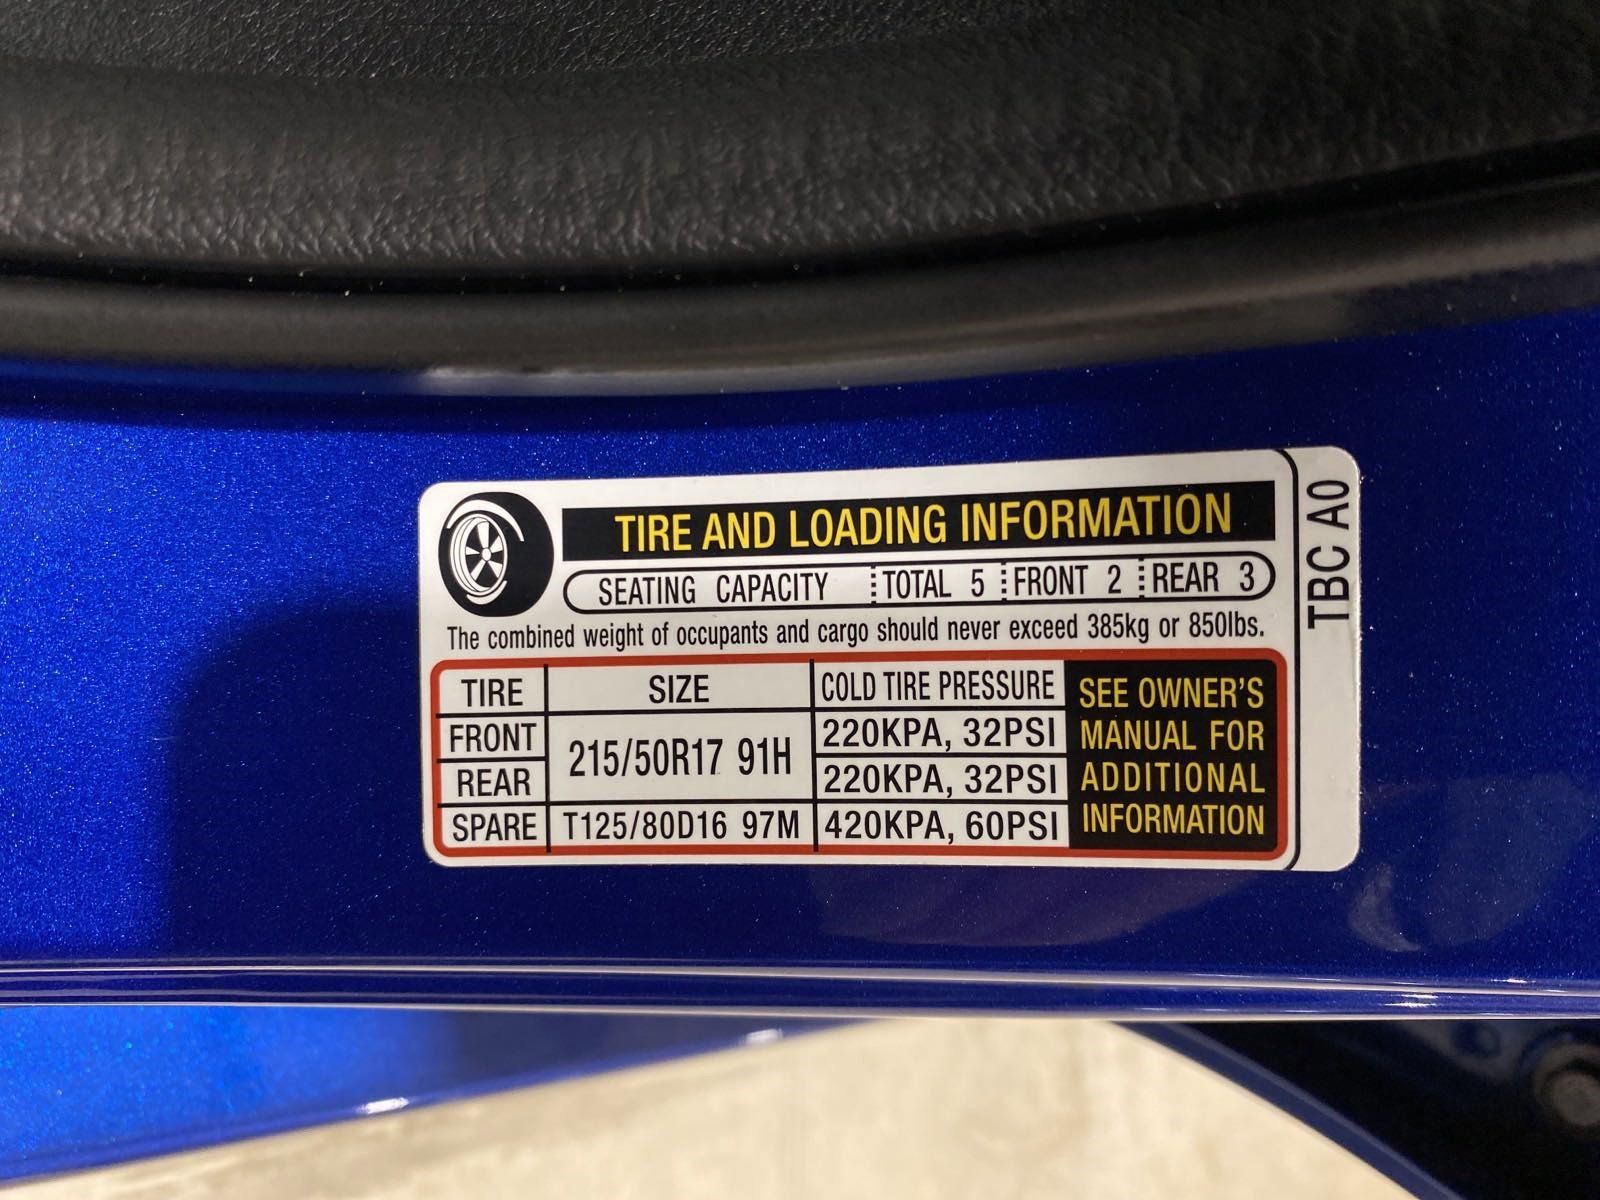 TIRE AND LOADING INFORMATION
SEATING CAPACITY TOTAL 5 FRONT 2 REAR 3
The combined weight of occupants and cargo should never exceed 385kg or 850lbs.
TIRE SIZE COLD TIRE PRESSURE
FRONT 215/50R17 91H 220KPA, 32PSI
REAR 220KPA, 32PSI
SPARE T125/80D16 97M 420KPA, 60PSI
SEE OWNER'S
MANUAL FOR
ADDITIONAL
INFORMATION
TBC A0